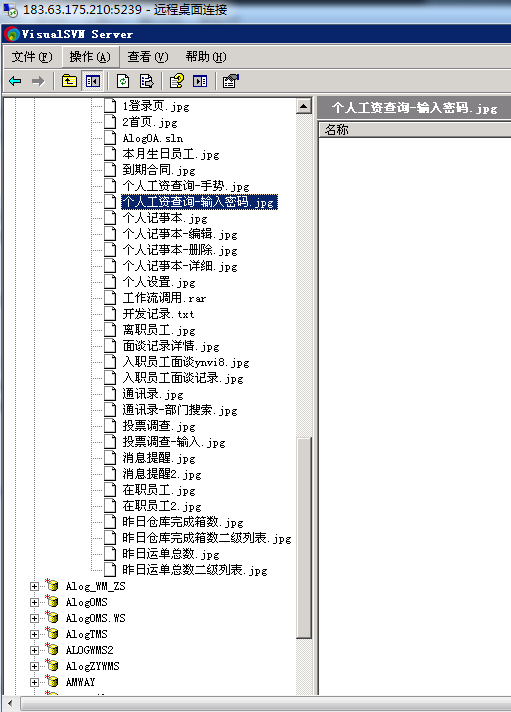 183.63.175.210:5239 - 远程桌面连接
VisualSVN Server
文件(F) 操作(A) 查看(V) 帮助(H)
个人工资查询-输入密码.jpg
名称
1登录页.jpg
2首页.jpg
AlogOA.sln
本月生日员工.jpg
到期合同.jpg
个人工资查询-手势.jpg
个人工资查询-输入密码.jpg
个人记事本.jpg
个人记事本-编辑.jpg
个人记事本-删除.jpg
个人记事本-详细.jpg
个人设置.jpg
工作流调用.rar
开发记录.txt
离职员工.jpg
面谈记录详情.jpg
入职员工面谈ynvi8.jpg
入职员工面谈记录.jpg
通讯录.jpg
通讯录-部门搜索.jpg
投票调查.jpg
投票调查-输入.jpg
消息提醒.jpg
消息提醒2.jpg
在职员工.jpg
在职员工2.jpg
昨日仓库完成箱数.jpg
昨日仓库完成箱数二级列表.jpg
昨日运单总数.jpg
昨日运单总数二级列表.jpg
Alog_WM_ZS
AlogOMS
AlogOMS.WS
AlogTMS
ALOGWMS2
AlogZYWMS
AMWAY